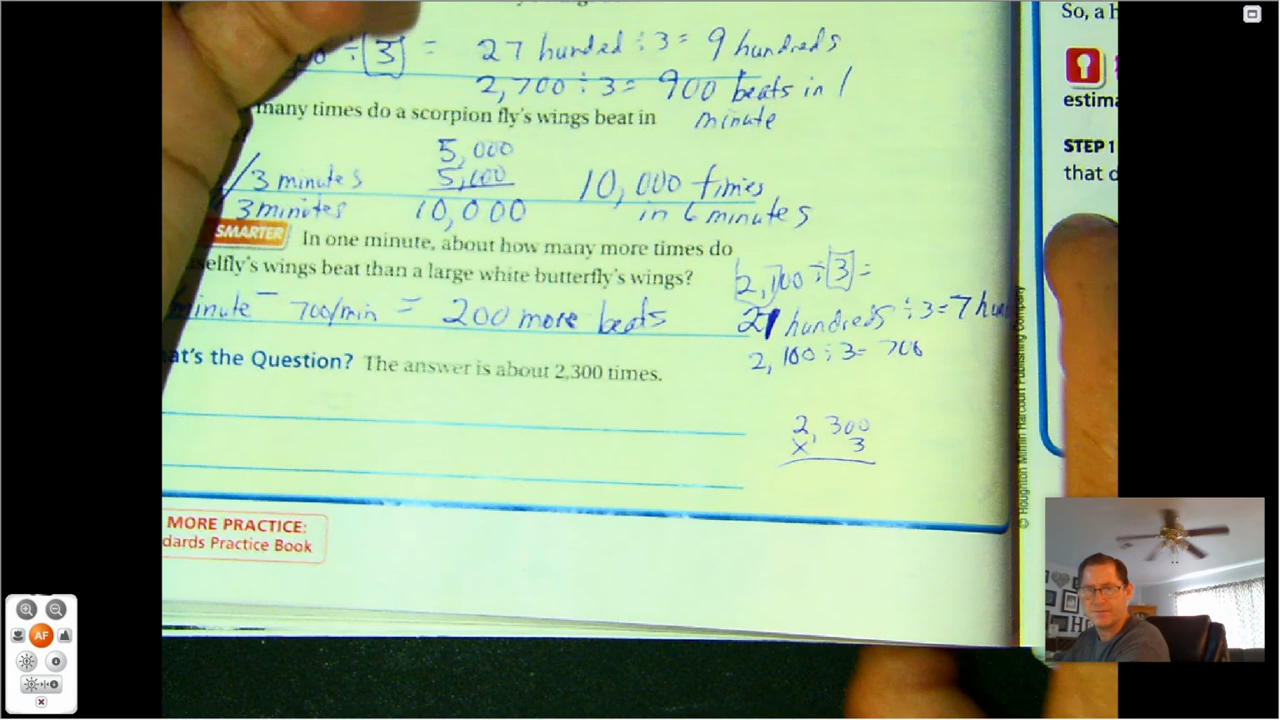 ÷ 3 = 27 hundred ÷ 3 = 9 hundreds
2,700 ÷ 3 = 900 beats in 1
minute
many times do a scorpion fly's wings beat in
5,000
/3 minutes 5,000 10,000 times
3 minutes 10,000 in 6 minutes
SMARTER In one minute, about how many more times do
selfly's wings beat than a large white butterfly's wings?
2,100 ÷ 3 =
minute - 700/min = 200 more beats
21 hundreds ÷ 3 = 7 hun
2,100 ÷ 3 = 700
at's the Question? The answer is about 2,300 times.
2,300
x 3
MORE PRACTICE:
dards Practice Book
© Houghton Mifflin Harcourt Publishing Company
So, a h
estima
STEP 1
that d
AF